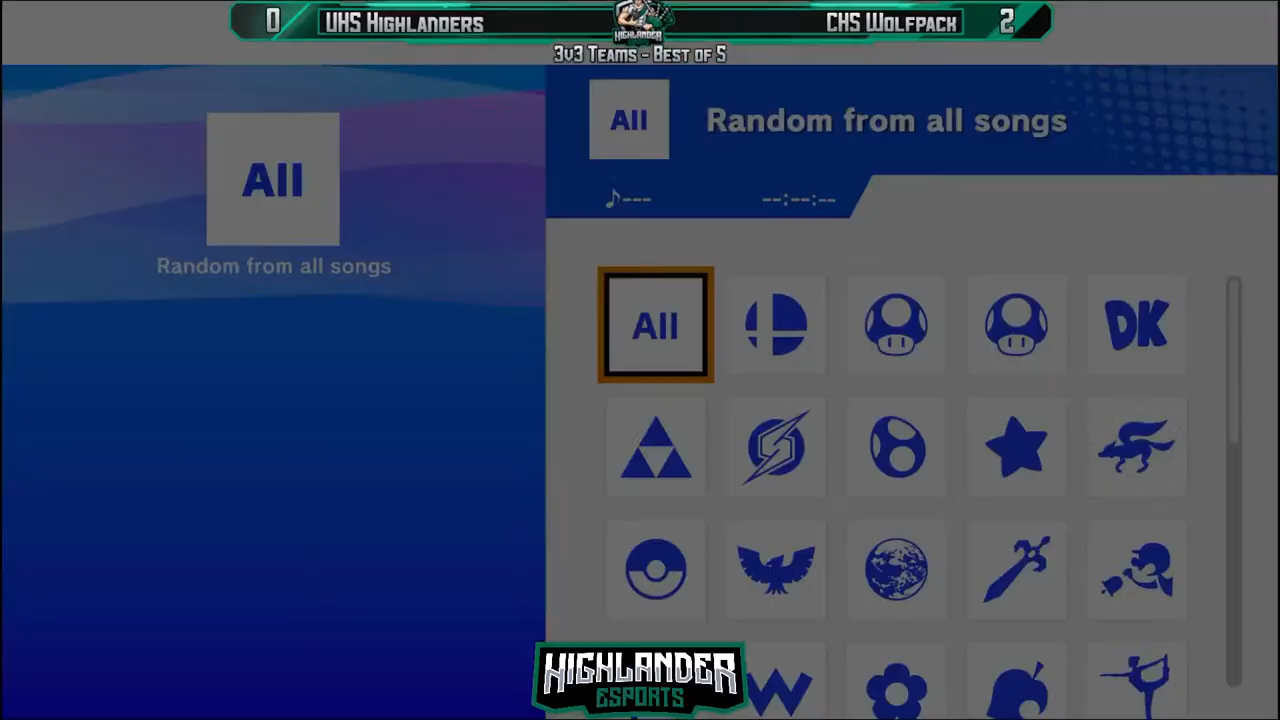 0 UHS Highlanders HIGHLANDER CHS Wolfpack 2
3v3 Teams - Best of 5
All
Random from all songs
All
Random from all songs
♪--- --:--:--
All
DK
HIGHLANDER
ESPORTS